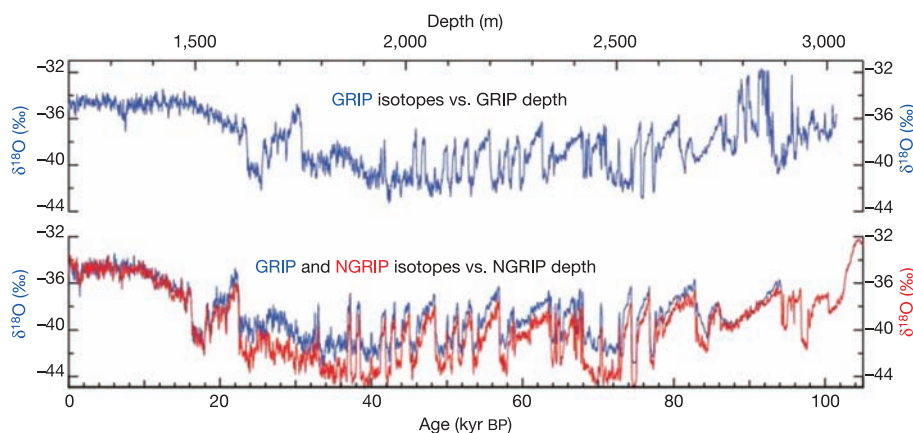 Depth (m)
1,500 2,000 2,500 3,000
−32 −32
GRIP isotopes vs. GRIP depth
−36 −36
δ18O (‰) δ18O (‰)
−40 −40
−44 −44
−32 −32
GRIP and NGRIP isotopes vs. NGRIP depth
−36 −36
δ18O (‰) δ18O (‰)
−40 −40
−44 −44
0 20 40 60 80 100
Age (kyr BP)